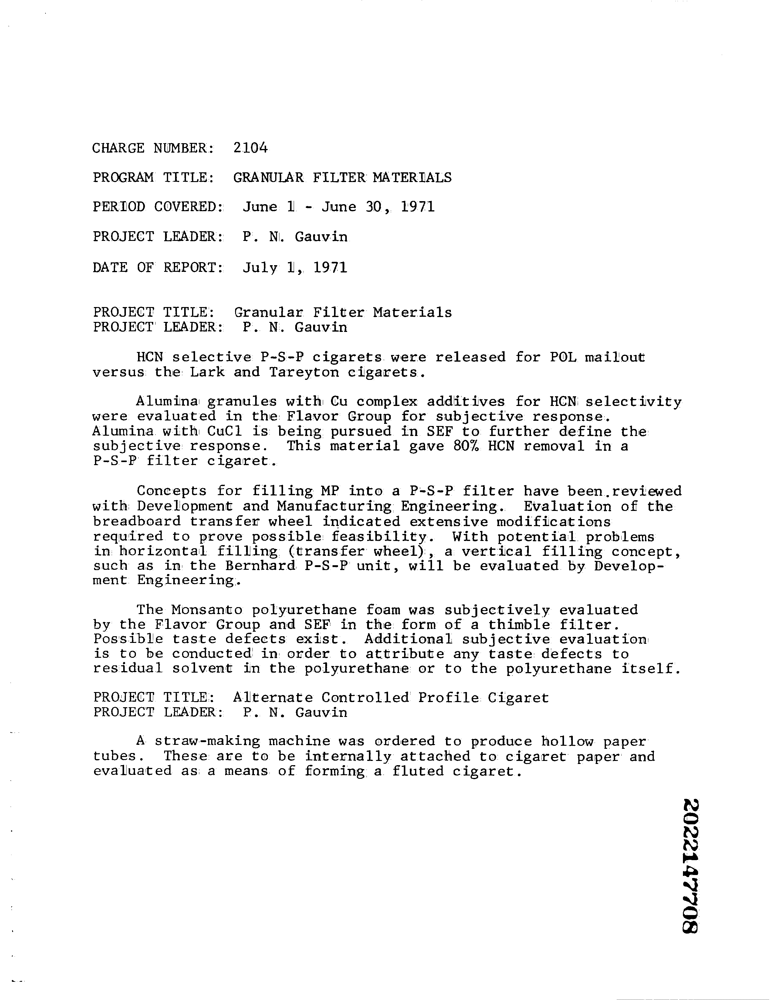 CHARGE NUMBER: 2104
PROGRAM TITLE: GRANULAR FILTER MATERIALS
PERIOD COVERED: June 1 - June 30, 1971
PROJECT LEADER: P. N. Gauvin
DATE OF REPORT: July 1, 1971
PROJECT TITLE: Granular Filter Materials
PROJECT LEADER: P. N. Gauvin
HCN selective P-S-P cigarets were released for POL mailout
versus the Lark and Tareyton cigarets.
Alumina granules with Cu complex additives for HCN selectivity
were evaluated in the Flavor Group for subjective response.
Alumina with CuCl is being pursued in SEF to further define the
subjective response. This material gave 80% HCN removal in a
P-S-P filter cigaret.
Concepts for filling MP into a P-S-P filter have been.reviewed
with Development and Manufacturing Engineering. Evaluation of the
breadboard transfer wheel indicated extensive modifications
required to prove possible feasibility. With potential problems
in horizontal filling (transfer wheel), a vertical filling concept,
such as in the Bernhard P-S-P unit, will be evaluated by Develop-
ment Engineering.
The Monsanto polyurethane foam was subjectively evaluated
by the Flavor Group and SEF in the form of a thimble filter.
Possible taste defects exist. Additional subjective evaluation
is to be conducted in order to attribute any taste defects to
residual solvent in the polyurethane or to the polyurethane itself.
PROJECT TITLE: Alternate Controlled Profile Cigaret
PROJECT LEADER: P. N. Gauvin
A straw-making machine was ordered to produce hollow paper
tubes. These are to be internally attached to cigaret paper and
evaluated as a means of forming a fluted cigaret.
2022147708